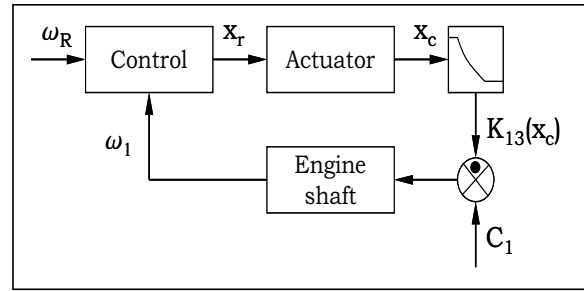 ω_R
Control
x_r
Actuator
x_c
K_13(x_c)
ω_1
Engine
shaft
C_1